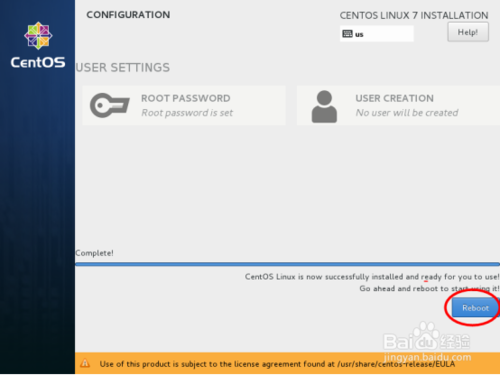 CONFIGURATION
CENTOS LINUX 7 INSTALLATION
us
Help!
CentOS
USER SETTINGS
ROOT PASSWORD
Root password is set
USER CREATION
No user will be created
Complete!
CentOS Linux is now successfully installed and ready for you to use!
Go ahead and reboot to start using it!
Reboot
Baidu 经验
jingyan.baidu.com
Use of this product is subject to the license agreement found at /usr/share/centos-release/EULA